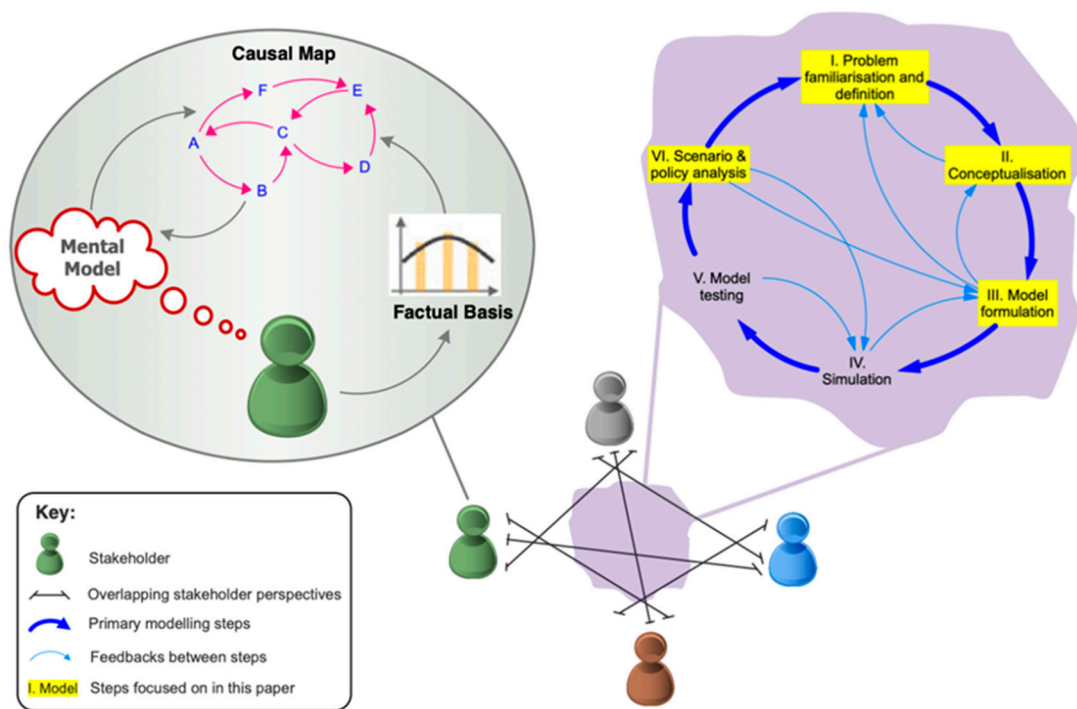 Causal Map
F
E
A
C
D
B
Mental
Model
Factual Basis
I. Problem
familiarisation and
definition
II.
Conceptualisation
III. Model
formulation
IV.
Simulation
V. Model
testing
VI. Scenario &
policy analysis
Key:
Stakeholder
Overlapping stakeholder perspectives
Primary modelling steps
Feedbacks between steps
I. Model
Steps focused on in this paper